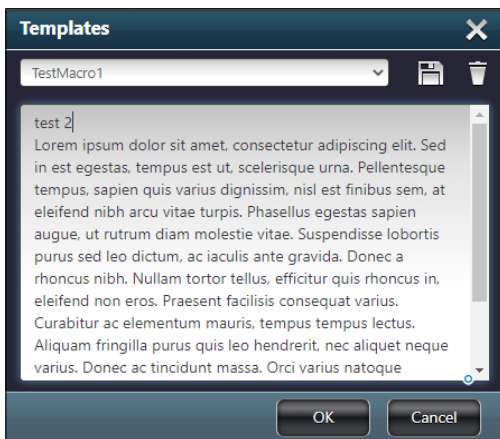 Templates
TestMacro1
test 2
Lorem ipsum dolor sit amet, consectetur adipiscing elit. Sed
in est egestas, tempus est ut, scelerisque urna. Pellentesque
tempus, sapien quis varius dignissim, nisl est finibus sem, at
eleifend nibh arcu vitae turpis. Phasellus egestas sapien
augue, ut rutrum diam molestie vitae. Suspendisse lobortis
purus sed leo dictum, ac iaculis ante gravida. Donec a
rhoncus nibh. Nullam tortor tellus, efficitur quis rhoncus in,
eleifend non eros. Praesent facilisis consequat varius.
Curabitur ac elementum mauris, tempus tempus lectus.
Aliquam fringilla purus quis leo hendrerit, nec aliquet neque
varius. Donec ac tincidunt massa. Orci varius natoque
OK
Cancel